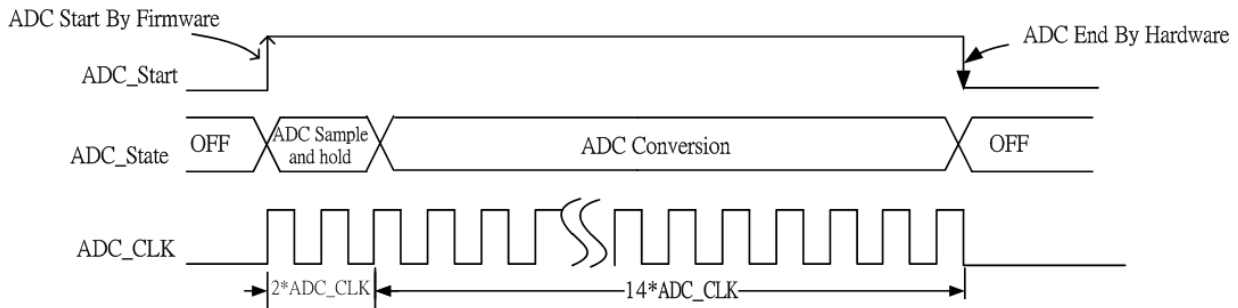 ADC Start By Firmware
ADC End By Hardware
ADC_Start
ADC_State
OFF
ADC Sample
and hold
ADC Conversion
OFF
ADC_CLK
2*ADC_CLK
14*ADC_CLK